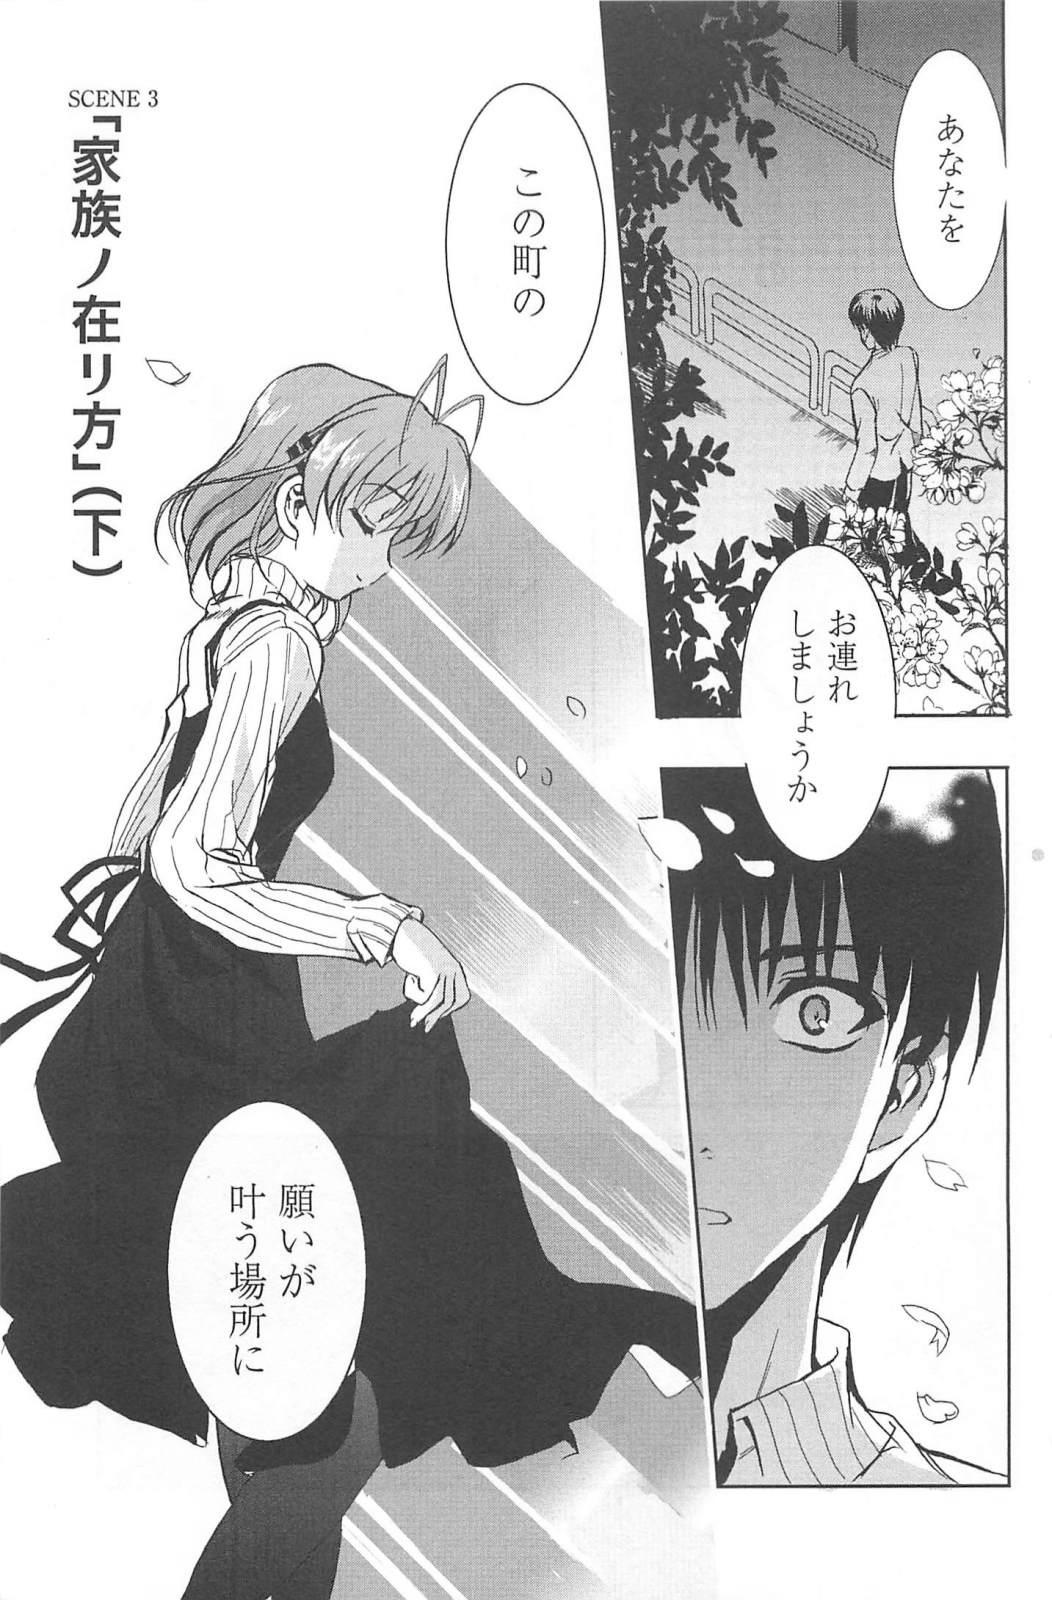 あなたを
お連れ
しましょうか
この町の
願いが
叶う場所に
SCENE 3
「家族ノ在リ方」(下)